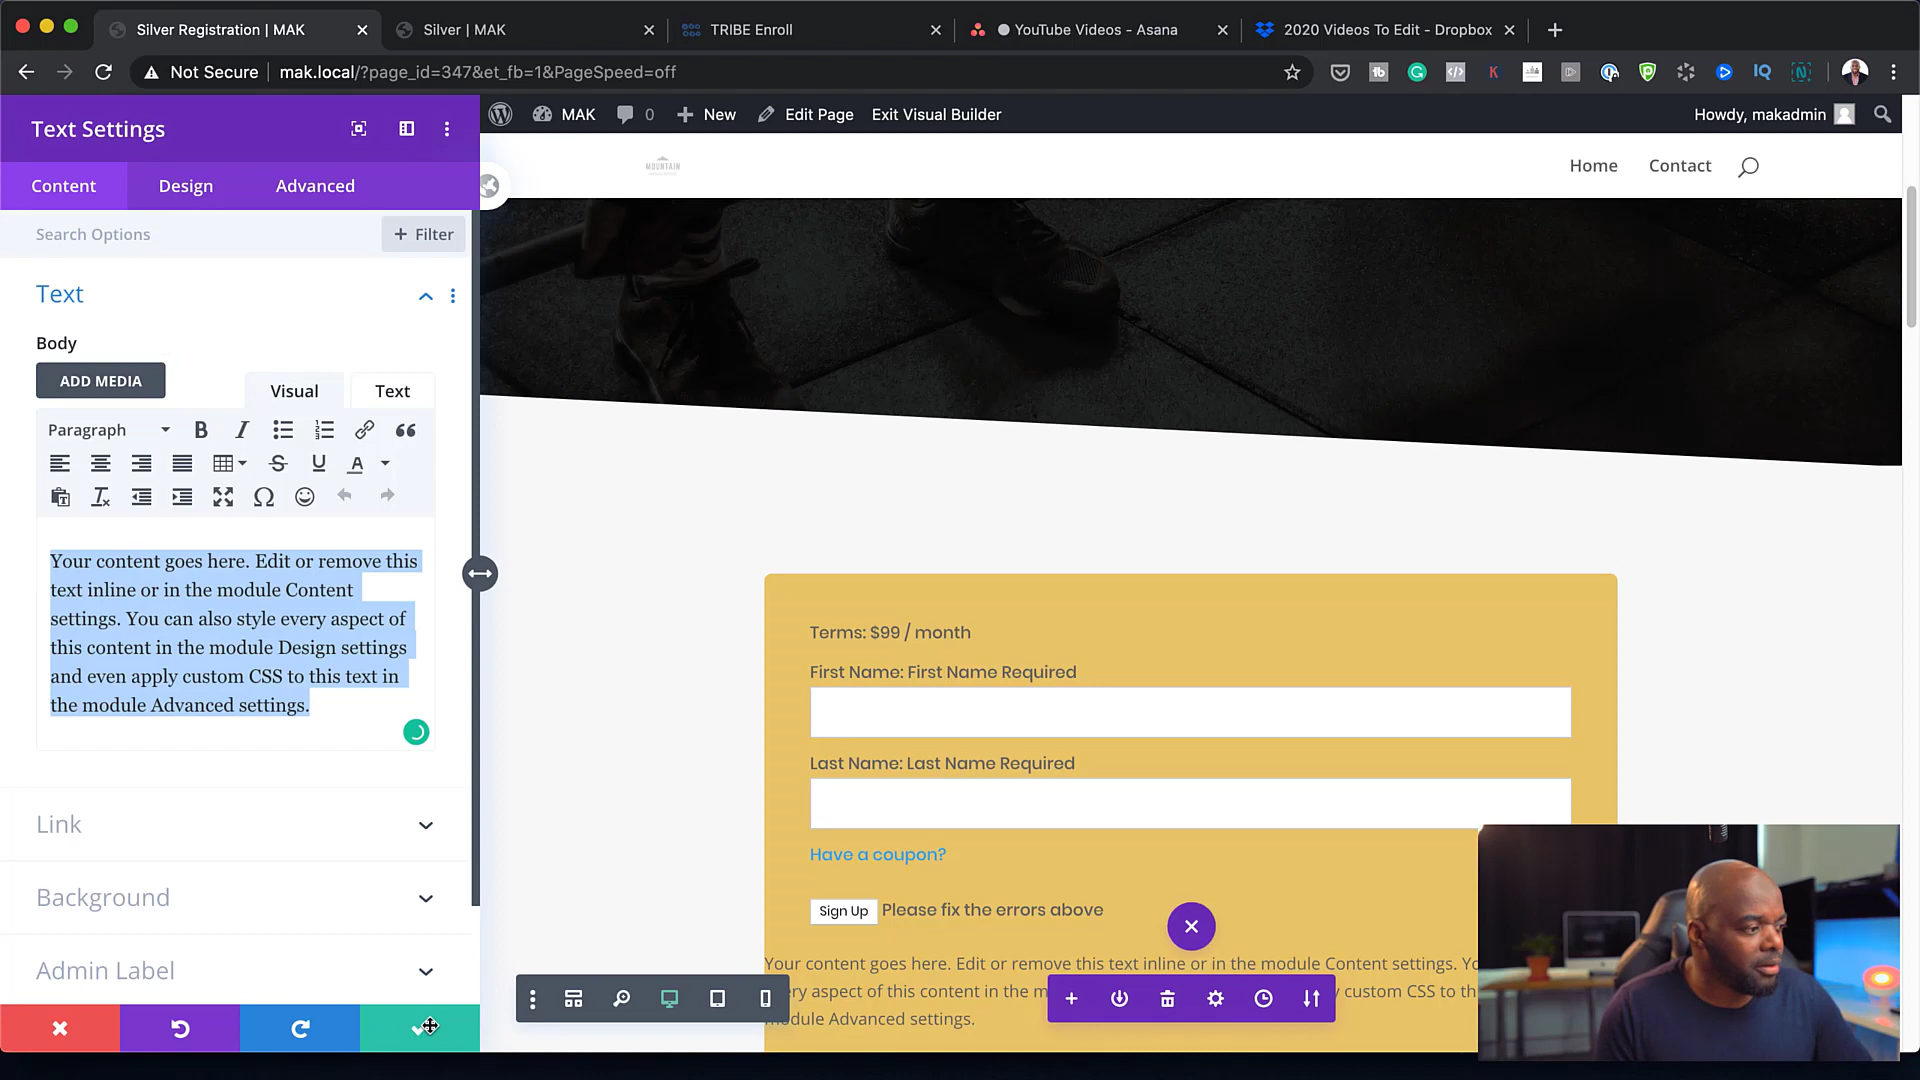 Silver Registration | MAK
Silver | MAK
TRIBE Enroll
YouTube Videos - Asana
2020 Videos To Edit - Dropbox
Not Secure
mak.local/?page_id=347&et_fb=1&PageSpeed=off
MAK
0
New
Edit Page
Exit Visual Builder
Howdy, makadmin
Text Settings
Content
Design
Advanced
Search Options
+ Filter
MOUNTAIN
Home
Contact
Text
Body
ADD MEDIA
Visual
Text
Paragraph
Your content goes here. Edit or remove this
text inline or in the module Content
settings. You can also style every aspect of
this content in the module Design settings
and even apply custom CSS to this text in
the module Advanced settings.
Link
Background
Admin Label
Terms: $99 / month
First Name: First Name Required
Last Name: Last Name Required
Have a coupon?
Sign Up
Please fix the errors above
Your content goes here. Edit or remove this text inline or in the module Content settings.
every aspect of this content in the custom CSS to th
module Advanced settings.